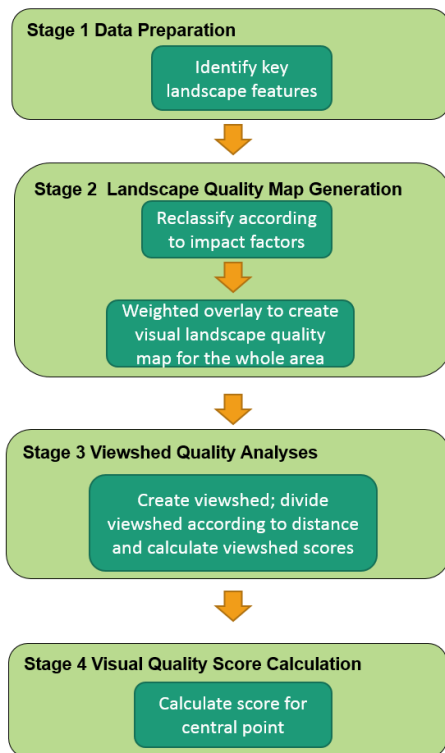 Stage 1 Data Preparation
Identify key
landscape features
Stage 2 Landscape Quality Map Generation
Reclassify according
to impact factors
Weighted overlay to create
visual landscape quality
map for the whole area
Stage 3 Viewshed Quality Analyses
Create viewshed; divide
viewshed according to distance
and calculate viewshed scores
Stage 4 Visual Quality Score Calculation
Calculate score for
central point